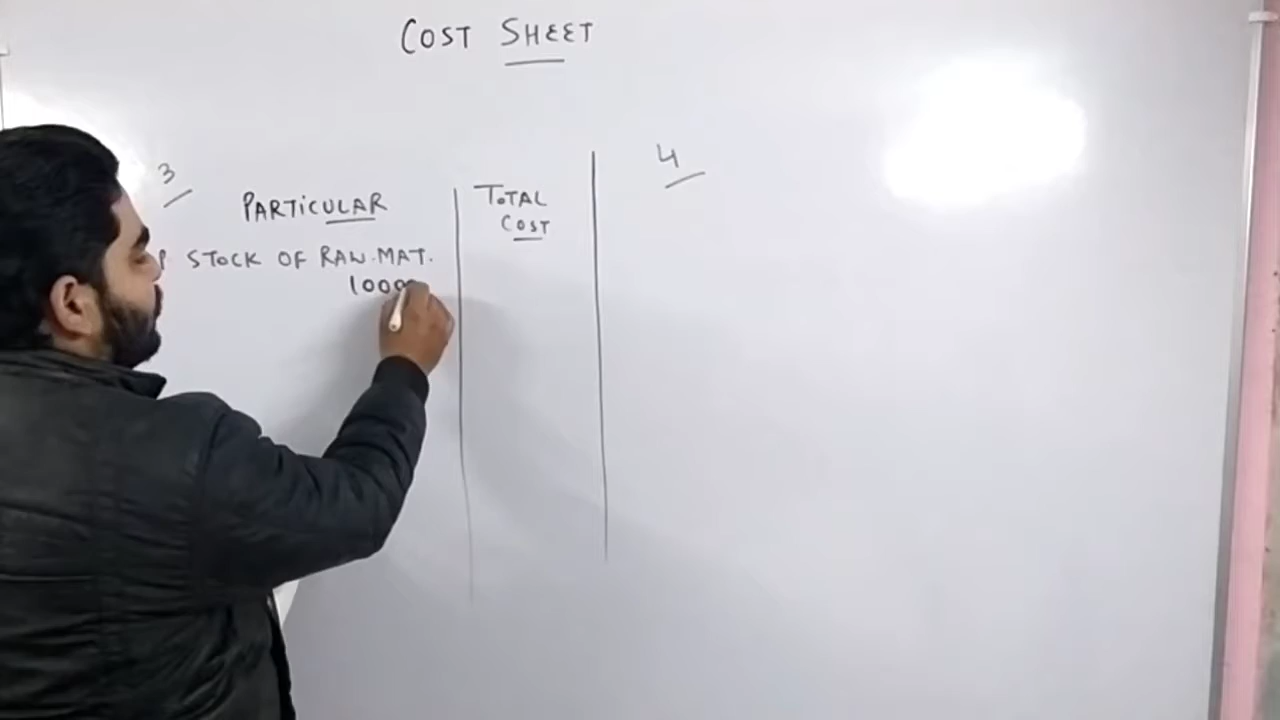 COST SHEET
3
4
PARTICULAR
TOTAL
COST
STOCK OF RAW.MAT.